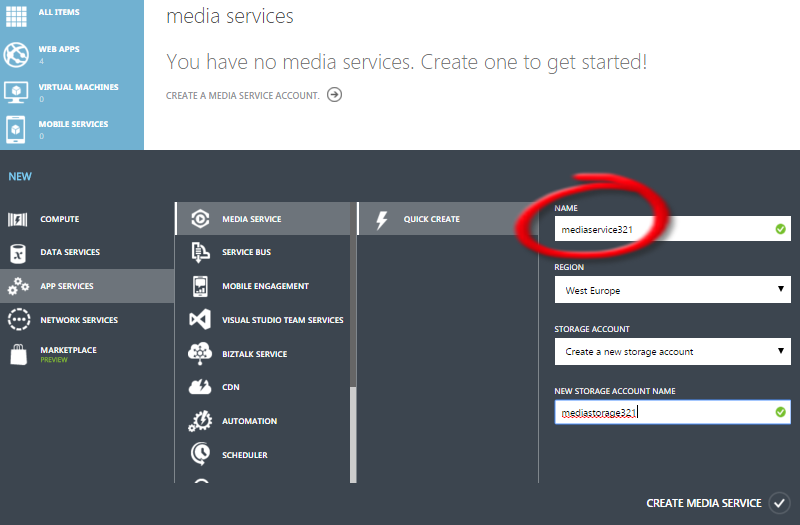 ALL ITEMS
WEB APPS
4
VIRTUAL MACHINES
0
MOBILE SERVICES
0
media services
You have no media services. Create one to get started!
CREATE A MEDIA SERVICE ACCOUNT.
NEW
COMPUTE
DATA SERVICES
APP SERVICES
NETWORK SERVICES
MARKETPLACE
PREVIEW
MEDIA SERVICE
SERVICE BUS
MOBILE ENGAGEMENT
VISUAL STUDIO TEAM SERVICES
BIZTALK SERVICE
CDN
AUTOMATION
SCHEDULER
QUICK CREATE
NAME
mediaservice321
REGION
West Europe
STORAGE ACCOUNT
Create a new storage account
NEW STORAGE ACCOUNT NAME
mediastorage321
CREATE MEDIA SERVICE